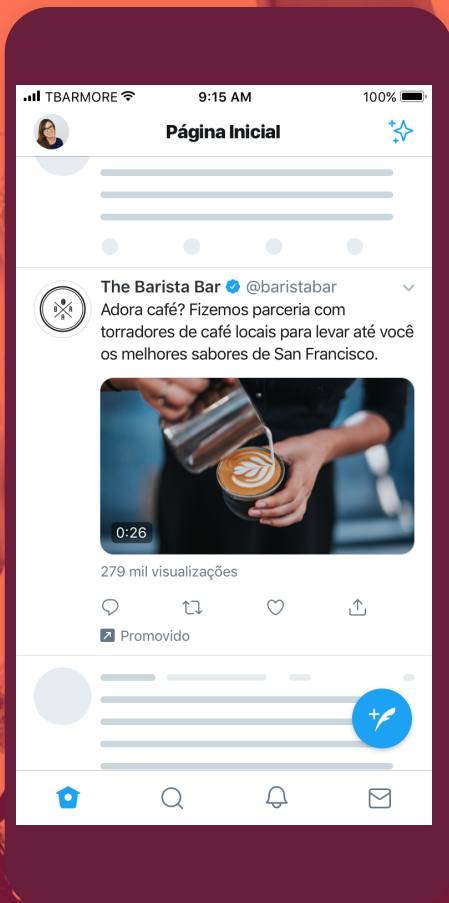 TBARMORE 9:15 AM 100%
Página Inicial
The Barista Bar @baristabar
Adora café? Fizemos parceria com
torradores de café locais para levar até você
os melhores sabores de San Francisco.
0:26
279 mil visualizações
Promovido